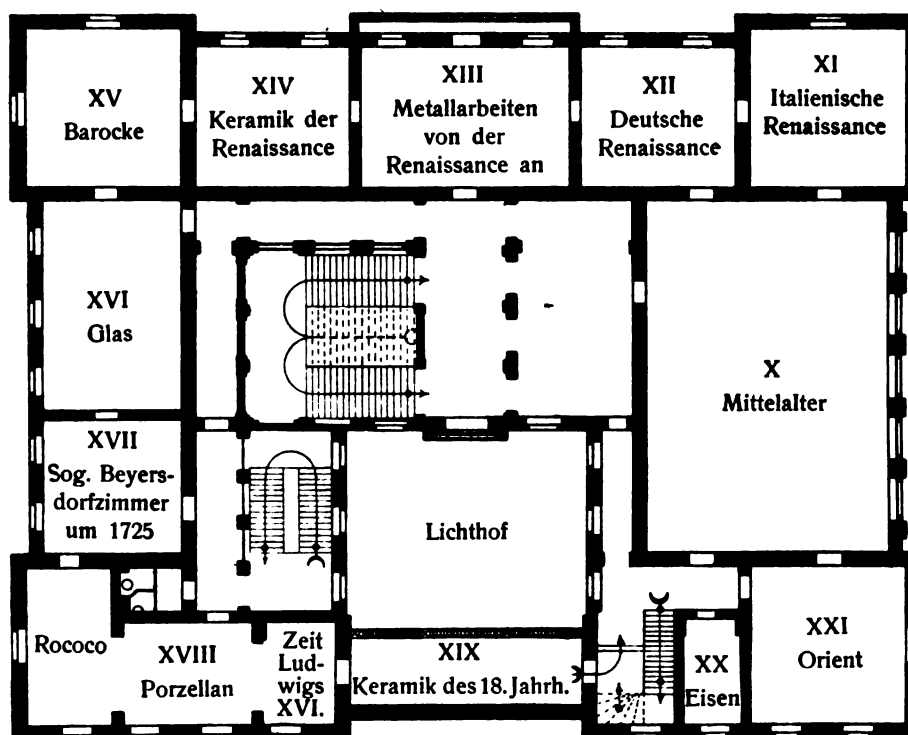 XV
Barocke
XIV
Keramik der
Renaissance
XIII
Metallarbeiten
von der
Renaissance an
XII
Deutsche
Renaissance
XI
Italienische
Renaissance
XVI
Glas
X
Mittelalter
XVII
Sog. Beyers-
dorfzimmer
um 1725
Lichthof
Rococo
XVIII
Porzellan
Zeit
Lud-
wigs
XVI.
XIX
Keramik des 18. Jahrh.
XX
Eisen
XXI
Orient